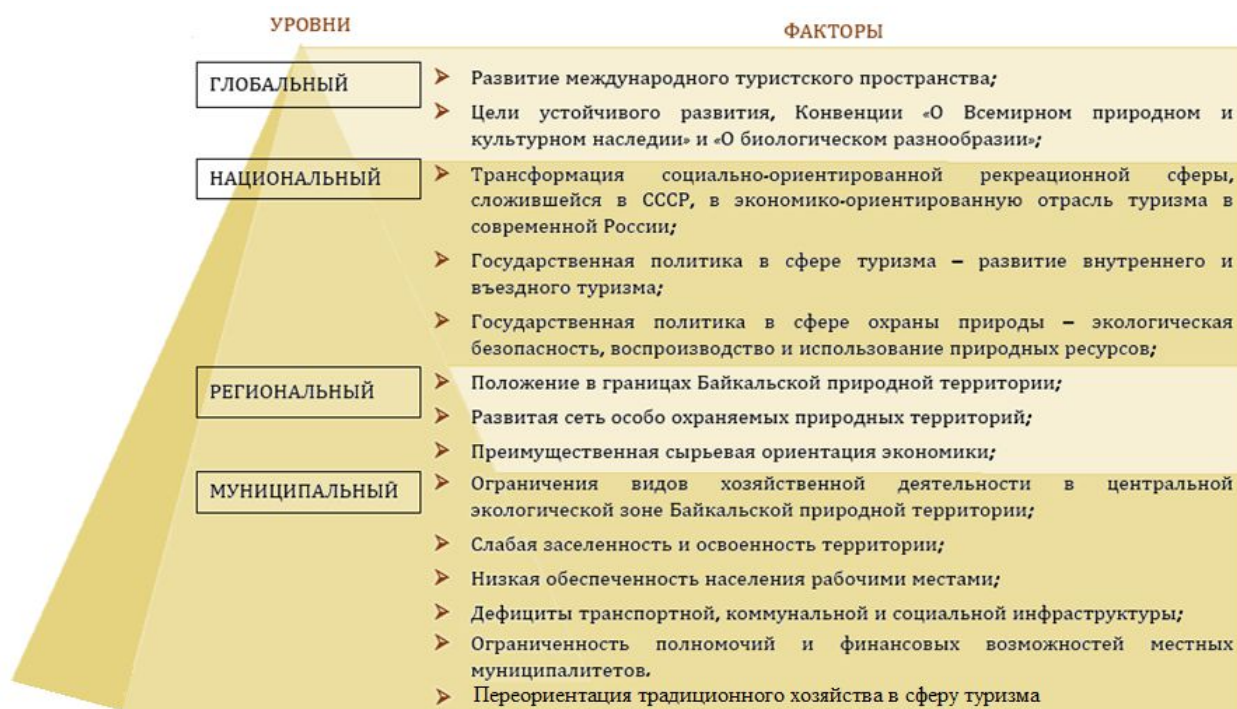 УРОВНИ
ФАКТОРЫ
ГЛОБАЛЬНЫЙ
Развитие международного туристского пространства;
Цели устойчивого развития, Конвенции «О Всемирном природном и
культурном наследии» и «О биологическом разнообразии»;
НАЦИОНАЛЬНЫЙ
Трансформация социально-ориентированной рекреационной сферы,
сложившейся в СССР, в экономико-ориентированную отрасль туризма в
современной России;
Государственная политика в сфере туризма – развитие внутреннего и
въездного туризма;
Государственная политика в сфере охраны природы – экологическая
безопасность, воспроизводство и использование природных ресурсов;
РЕГИОНАЛЬНЫЙ
Положение в границах Байкальской природной территории;
Развитая сеть особо охраняемых природных территорий;
Преимущественная сырьевая ориентация экономики;
МУНИЦИПАЛЬНЫЙ
Ограничения видов хозяйственной деятельности в центральной
экологической зоне Байкальской природной территории;
Слабая заселенность и освоенность территории;
Низкая обеспеченность населения рабочими местами;
Дефициты транспортной, коммунальной и социальной инфраструктуры;
Ограниченность полномочий и финансовых возможностей местных
муниципалитетов.
Переориентация традиционного хозяйства в сферу туризма